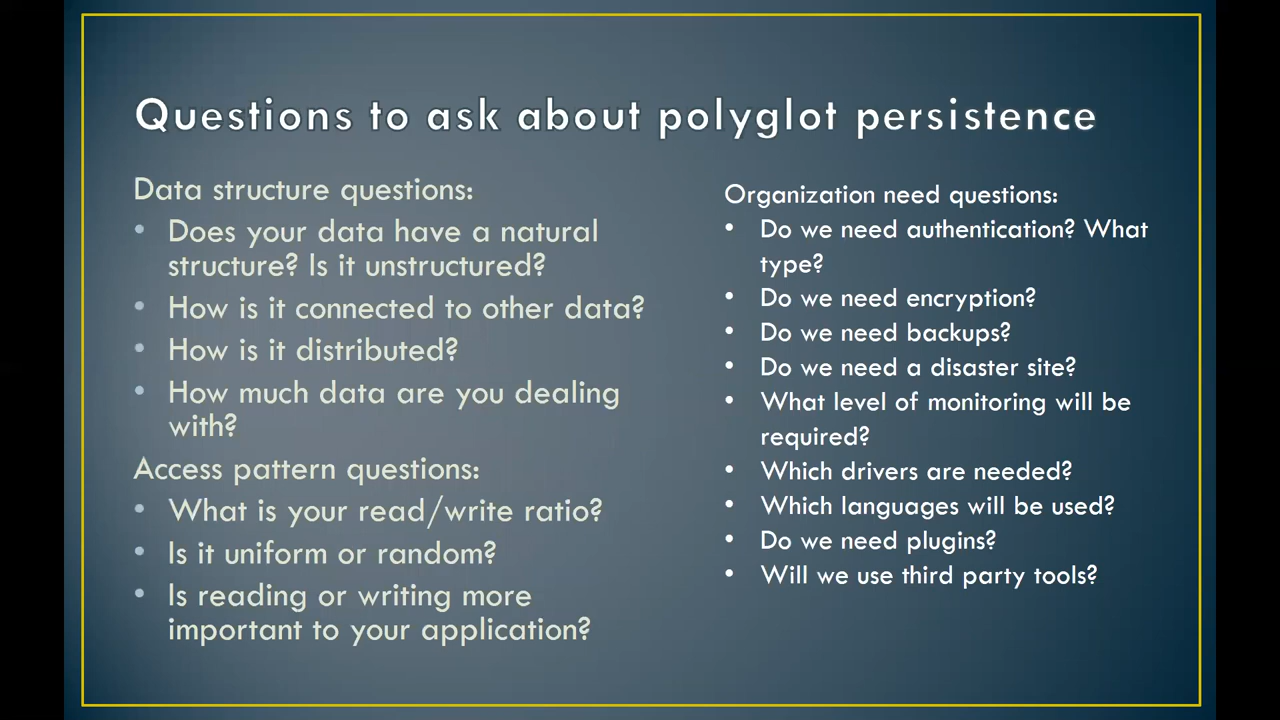 Questions to ask about polyglot persistence
Data structure questions:
• Does your data have a natural
structure? Is it unstructured?
• How is it connected to other data?
• How is it distributed?
• How much data are you dealing
with?
Access pattern questions:
• What is your read/write ratio?
• Is it uniform or random?
• Is reading or writing more
important to your application?
Organization need questions:
• Do we need authentication? What
type?
• Do we need encryption?
• Do we need backups?
• Do we need a disaster site?
• What level of monitoring will be
required?
• Which drivers are needed?
• Which languages will be used?
• Do we need plugins?
• Will we use third party tools?